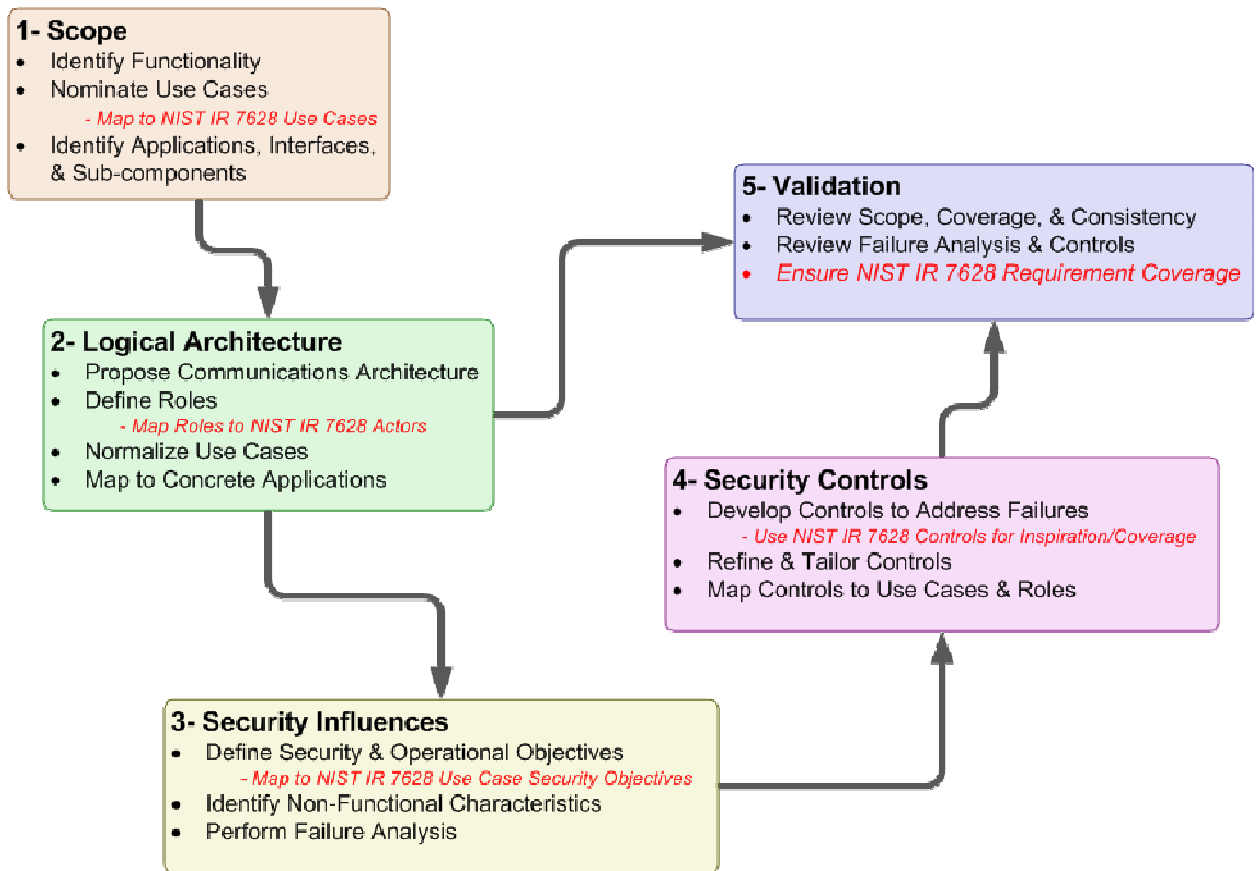 1- Scope
• Identify Functionality
• Nominate Use Cases
- Map to NIST IR 7628 Use Cases
• Identify Applications, Interfaces,
& Sub-components
2- Logical Architecture
• Propose Communications Architecture
• Define Roles
- Map Roles to NIST IR 7628 Actors
• Normalize Use Cases
• Map to Concrete Applications
3- Security Influences
• Define Security & Operational Objectives
- Map to NIST IR 7628 Use Case Security Objectives
• Identify Non-Functional Characteristics
• Perform Failure Analysis
4- Security Controls
• Develop Controls to Address Failures
- Use NIST IR 7628 Controls for Inspiration/Coverage
• Refine & Tailor Controls
• Map Controls to Use Cases & Roles
5- Validation
• Review Scope, Coverage, & Consistency
• Review Failure Analysis & Controls
• Ensure NIST IR 7628 Requirement Coverage